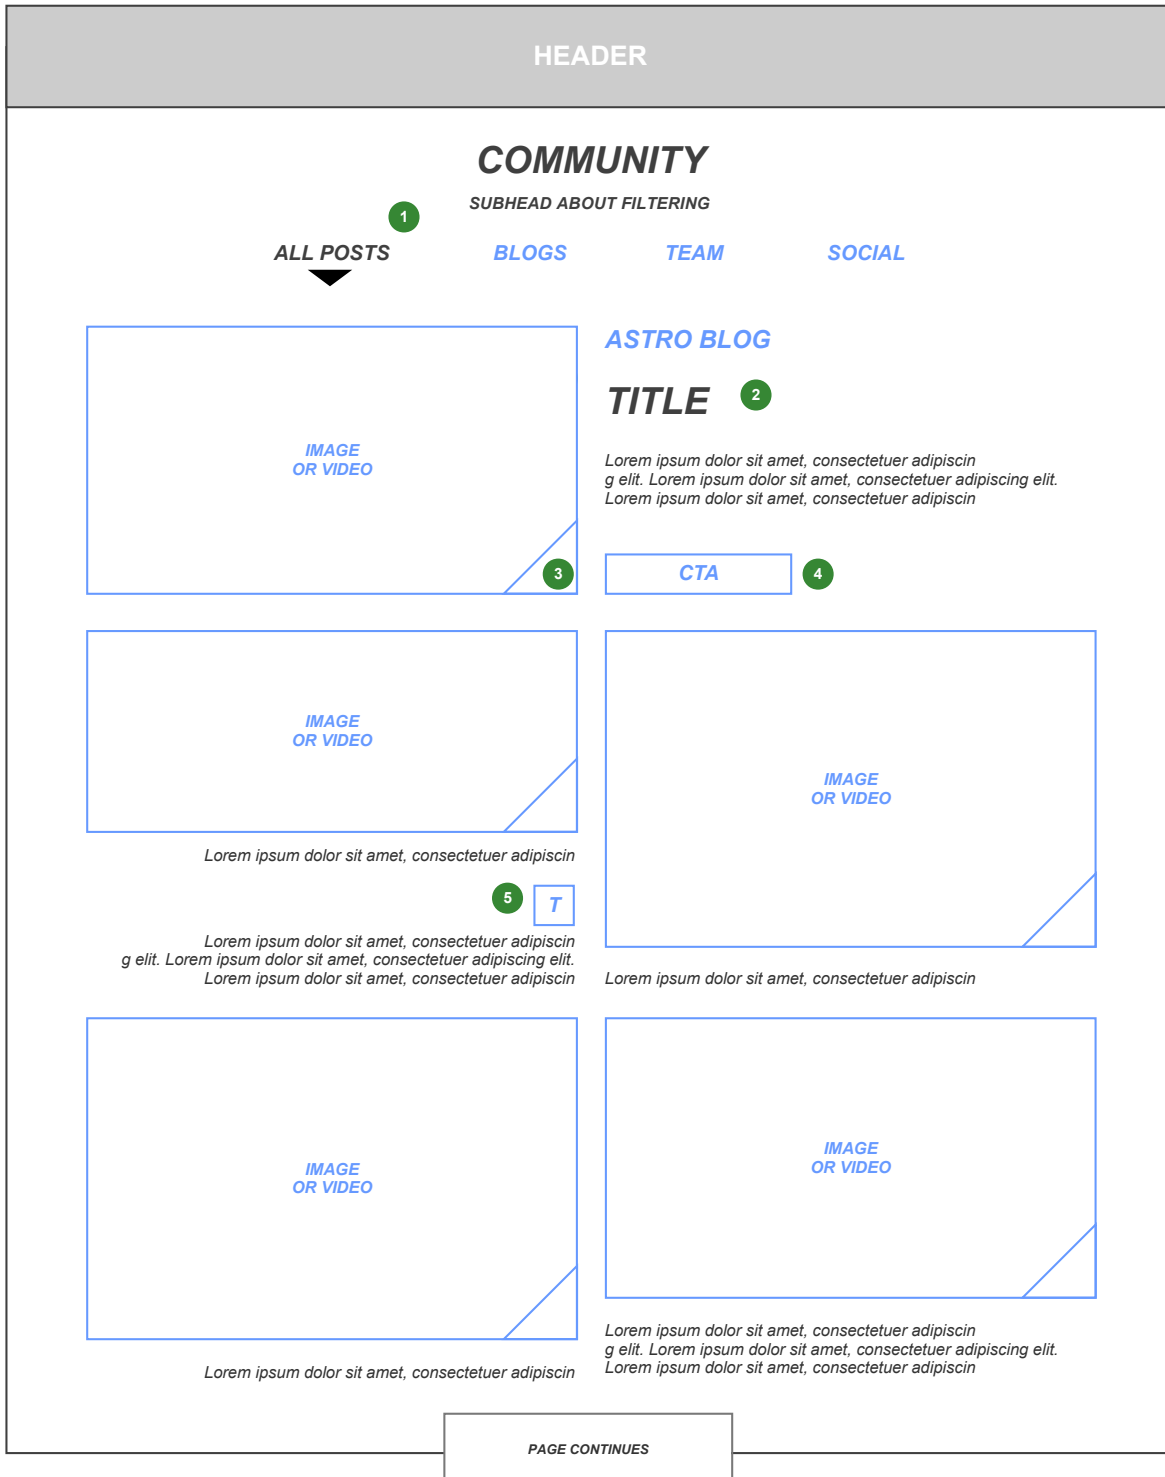 HEADER
COMMUNITY
SUBHEAD ABOUT FILTERING
1
ALL POSTS
BLOGS
TEAM
SOCIAL
IMAGE
OR VIDEO
3
ASTRO BLOG
TITLE
2
Lorem ipsum dolor sit amet, consectetuer adipiscin
g elit. Lorem ipsum dolor sit amet, consectetuer adipiscing elit.
Lorem ipsum dolor sit amet, consectetuer adipiscin
CTA
4
IMAGE
OR VIDEO
Lorem ipsum dolor sit amet, consectetuer adipiscin
5
T
Lorem ipsum dolor sit amet, consectetuer adipiscin
g elit. Lorem ipsum dolor sit amet, consectetuer adipiscing elit.
Lorem ipsum dolor sit amet, consectetuer adipiscin
IMAGE
OR VIDEO
Lorem ipsum dolor sit amet, consectetuer adipiscin
IMAGE
OR VIDEO
Lorem ipsum dolor sit amet, consectetuer adipiscin
IMAGE
OR VIDEO
Lorem ipsum dolor sit amet, consectetuer adipiscin
g elit. Lorem ipsum dolor sit amet, consectetuer adipiscing elit.
Lorem ipsum dolor sit amet, consectetuer adipiscin
PAGE CONTINUES